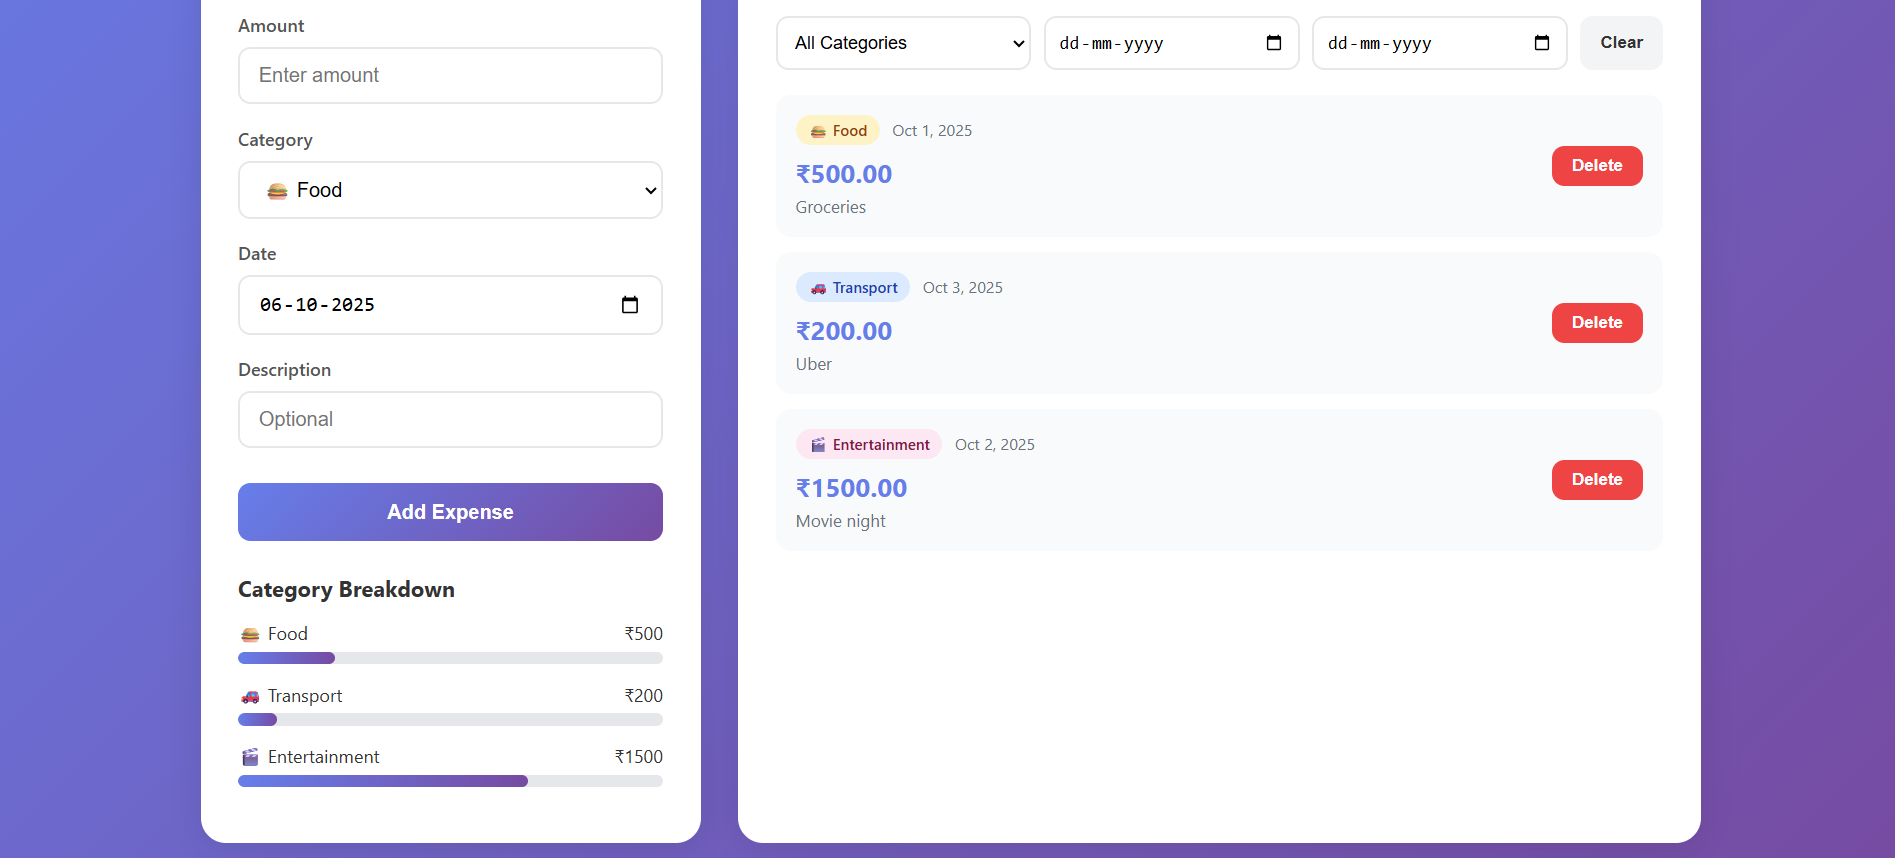 Amount
Enter amount
Category
🍔 Food
Date
06-10-2025
Description
Optional
Add Expense
Category Breakdown
🍔 Food ₹500
🚗 Transport ₹200
🎬 Entertainment ₹1500
All Categories dd-mm-yyyy dd-mm-yyyy Clear
🍔 Food Oct 1, 2025
₹500.00
Groceries
Delete
🚗 Transport Oct 3, 2025
₹200.00
Uber
Delete
🎬 Entertainment Oct 2, 2025
₹1500.00
Movie night
Delete